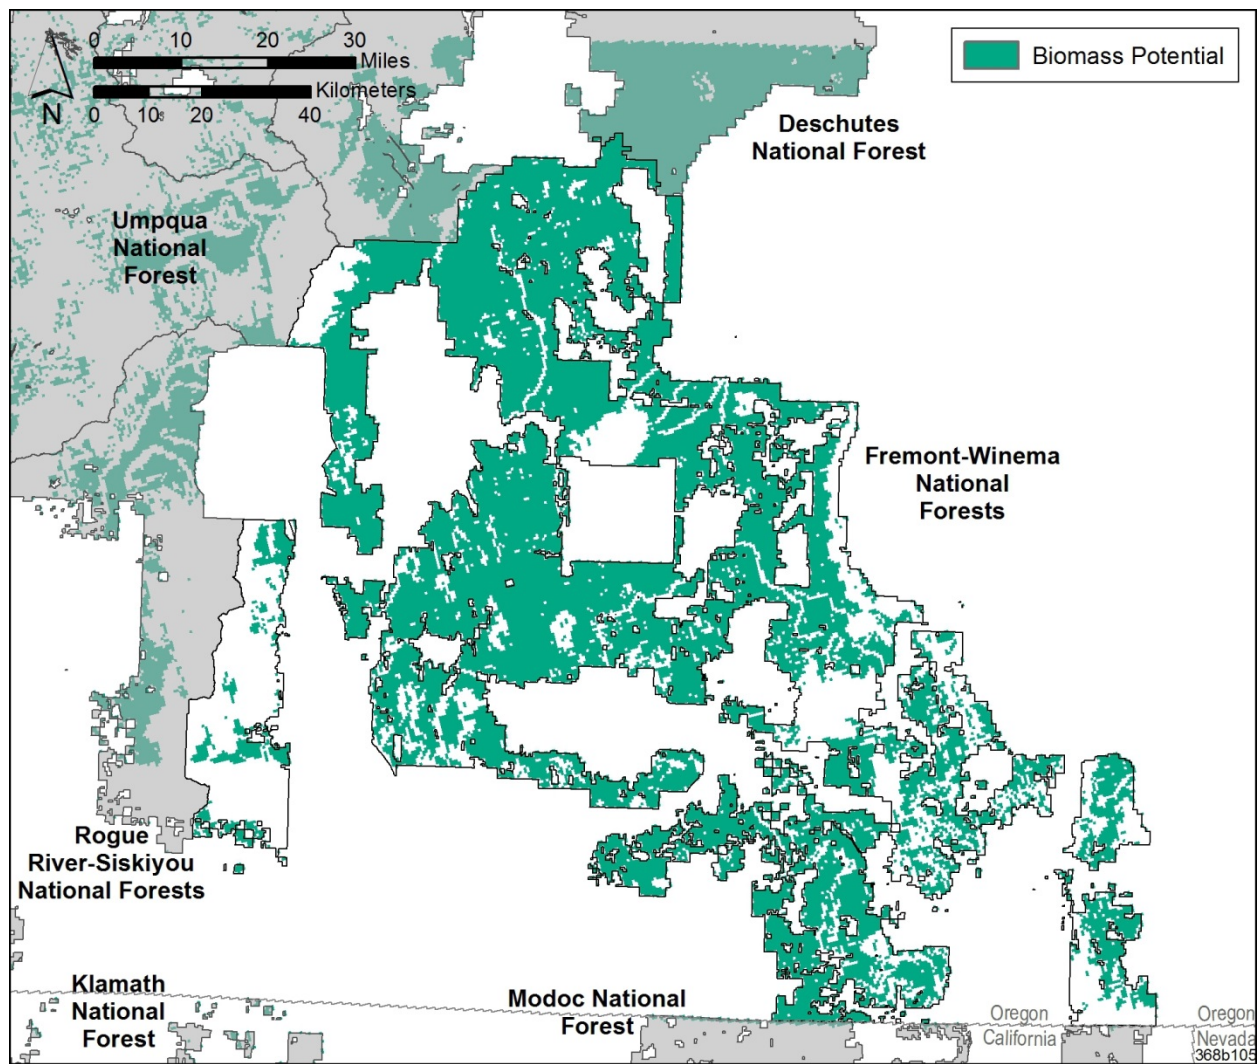 0 10 20 30
Miles
Kilometers
0 10 20 40
N
Biomass Potential
Deschutes
National Forest
Umpqua
National
Forest
Fremont-Winema
National
Forests
Rogue
River-Siskiyou
National Forests
Klamath
National
Forest
Modoc National
Forest
Oregon
California
Oregon
Nevada
368b105